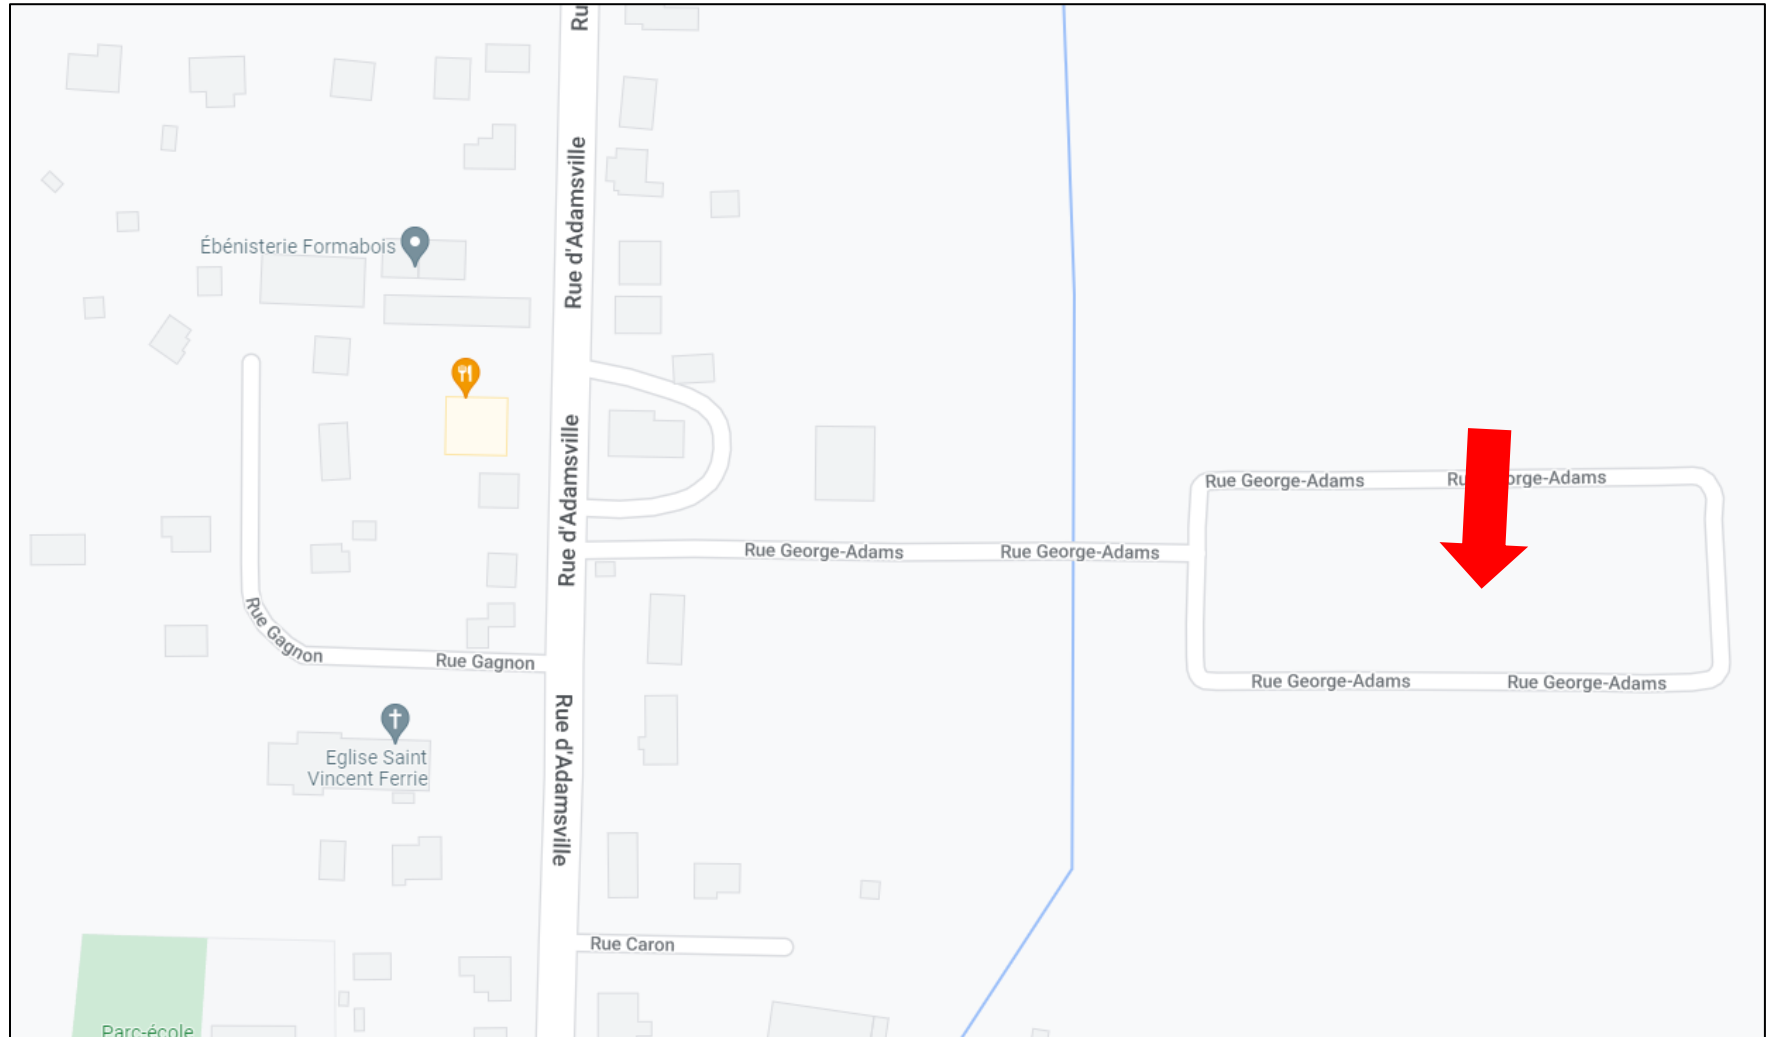 Ru
Rue d'Adamsville
Ébénisterie Formabois
Rue d'Adamsville
Rue George-Adams
Rue George-Adams
Rue George-Adams
Rue George-Adams
Rue Gagnon
Rue Gagnon
Rue George-Adams
Rue George-Adams
Rue d'Adamsville
Eglise Saint
Vincent Ferrie
Rue Caron
Parc-école